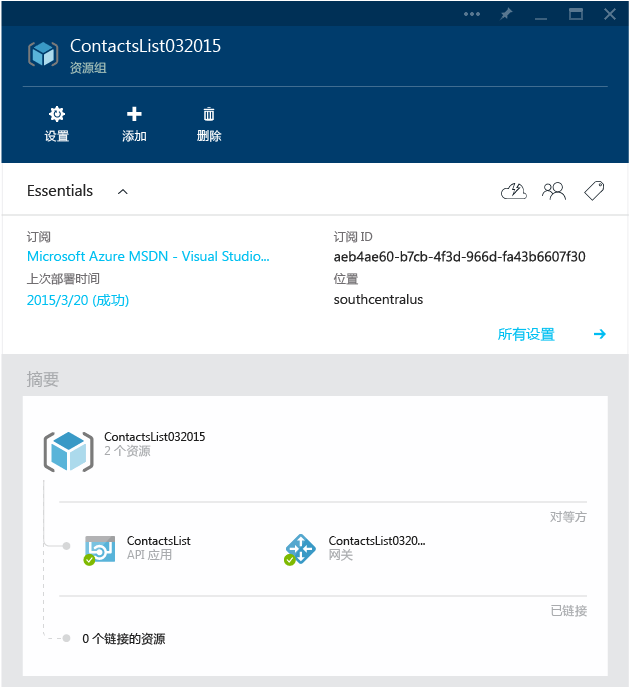 ContactsList032015
资源组
设置 添加 删除
Essentials
订阅 订阅 ID
Microsoft Azure MSDN - Visual Studio... aeb4ae60-b7cb-4f3d-966d-fa43b6607f30
上次部署时间 位置
2015/3/20 (成功) southcentralus
所有设置
摘要
ContactsList032015
2 个资源
对等方
ContactsList ContactsList0320...
API 应用 网关
已链接
0 个链接的资源